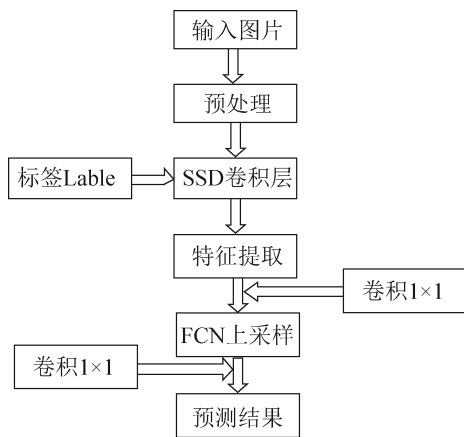 输入图片
预处理
标签Lable
SSD卷积层
特征提取
卷积1×1
FCN上采样
卷积1×1
预测结果